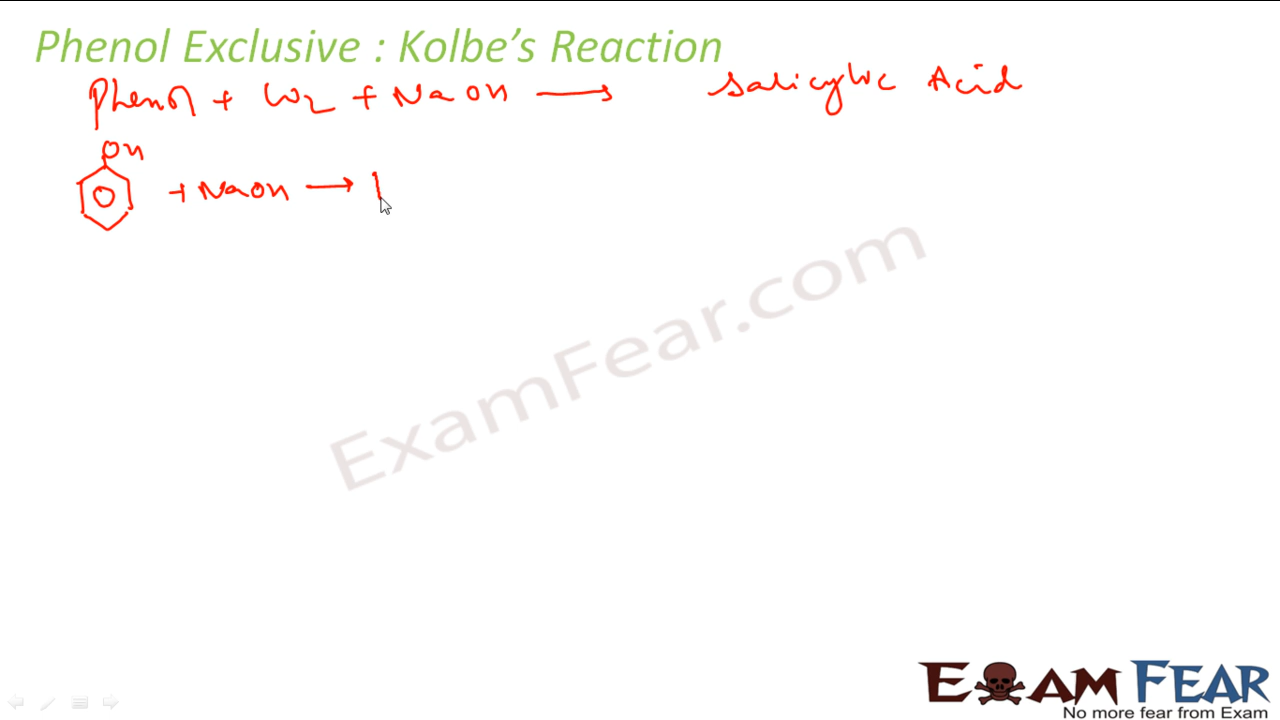 Phenol Exclusive : Kolbe's Reaction
Phenol + CO2 + NaOH → Salicylic Acid
OH
+ NaOH →
ExamFear.com
EXAM FEAR
No more fear from Exam